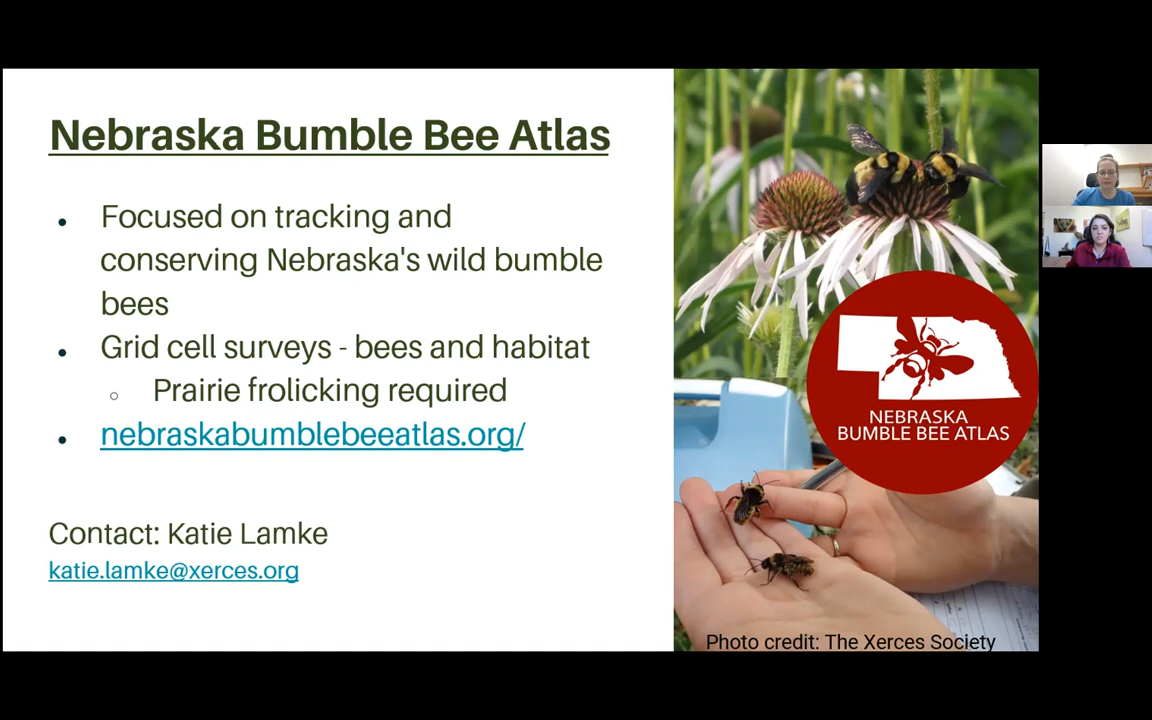 Nebraska Bumble Bee Atlas
• Focused on tracking and
conserving Nebraska's wild bumble
bees
• Grid cell surveys - bees and habitat
○ Prairie frolicking required
• nebraskabumblebeeatlas.org/
Contact: Katie Lamke
katie.lamke@xerces.org
NEBRASKA
BUMBLE BEE ATLAS
Photo credit: The Xerces Society